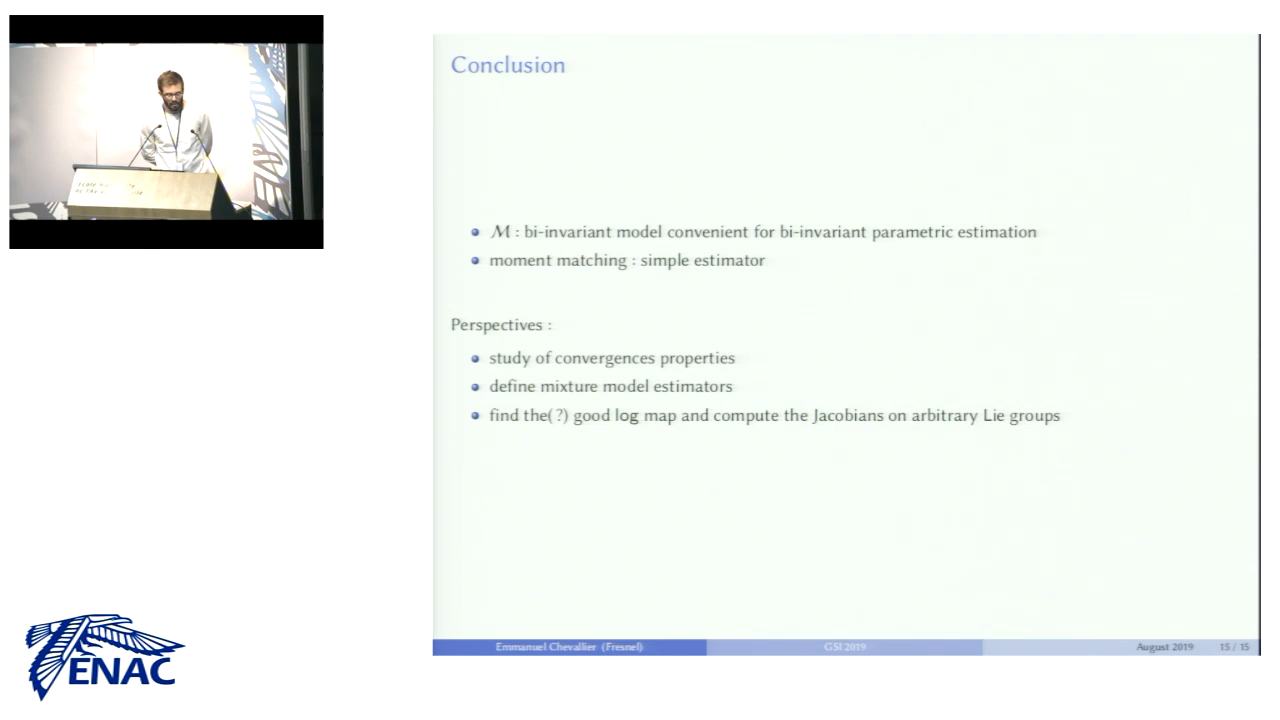 Conclusion
M : bi-invariant model convenient for bi-invariant parametric estimation
moment matching : simple estimator
Perspectives :
study of convergences properties
define mixture model estimators
find the(?) good log map and compute the Jacobians on arbitrary Lie groups
Emmanuel Chevallier (Fresnel) GSI 2019 August 2019 15 / 15
ENAC